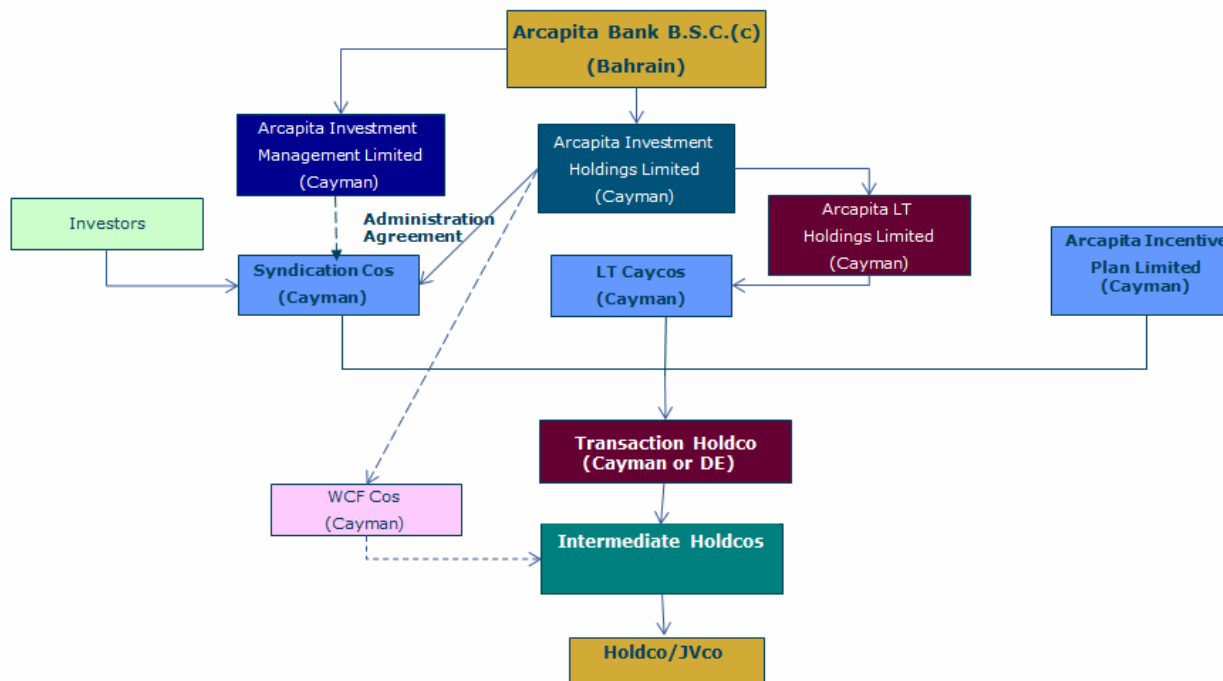 Arcapita Bank B.S.C.(c)
(Bahrain)
Arcapita Investment
Management Limited
(Cayman)
Arcapita Investment
Holdings Limited
(Cayman)
Investors
Administration
Agreement
Arcapita LT
Holdings Limited
(Cayman)
Arcapita Incentive
Plan Limited
(Cayman)
Syndication Cos
(Cayman)
LT Caycos
(Cayman)
Transaction Holdco
(Cayman or DE)
WCF Cos
(Cayman)
Intermediate Holdcos
Holdco/JVco